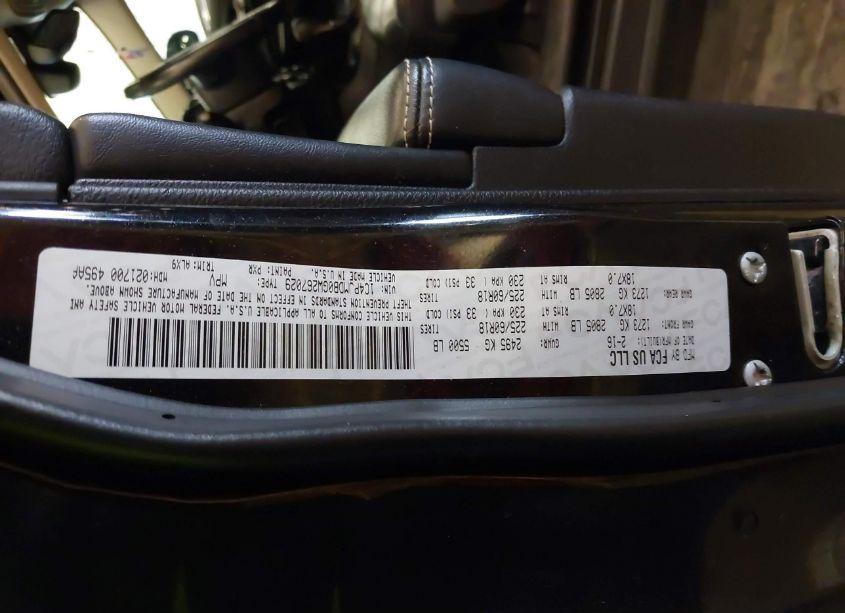 MFD BY FCA US LLC
DATE OF MFR(BUILT): 2-16 GVWR: 2495 KG 5500 LB
GAWR FRONT: 1273 KG 2805 LB WITH 225/60R18 TIRES
18X7.0 RIMS AT 230 KPA ( 33 PSI) COLD
GAWR REAR: 1273 KG 2805 LB WITH 225/60R18 TIRES
18X7.0 RIMS AT 230 KPA ( 33 PSI) COLD
THIS VEHICLE CONFORMS TO ALL APPLICABLE U.S.A. FEDERAL MOTOR VEHICLE SAFETY AND
THEFT PREVENTION STANDARDS IN EFFECT ON THE DATE OF MANUFACTURE SHOWN ABOVE.
VIN: 1C4PJMDB0GW267029 TYPE: MPV MDH:021700 495AF
VEHICLE MADE IN U.S.A. PAINT: PXR TRIM:ALX9